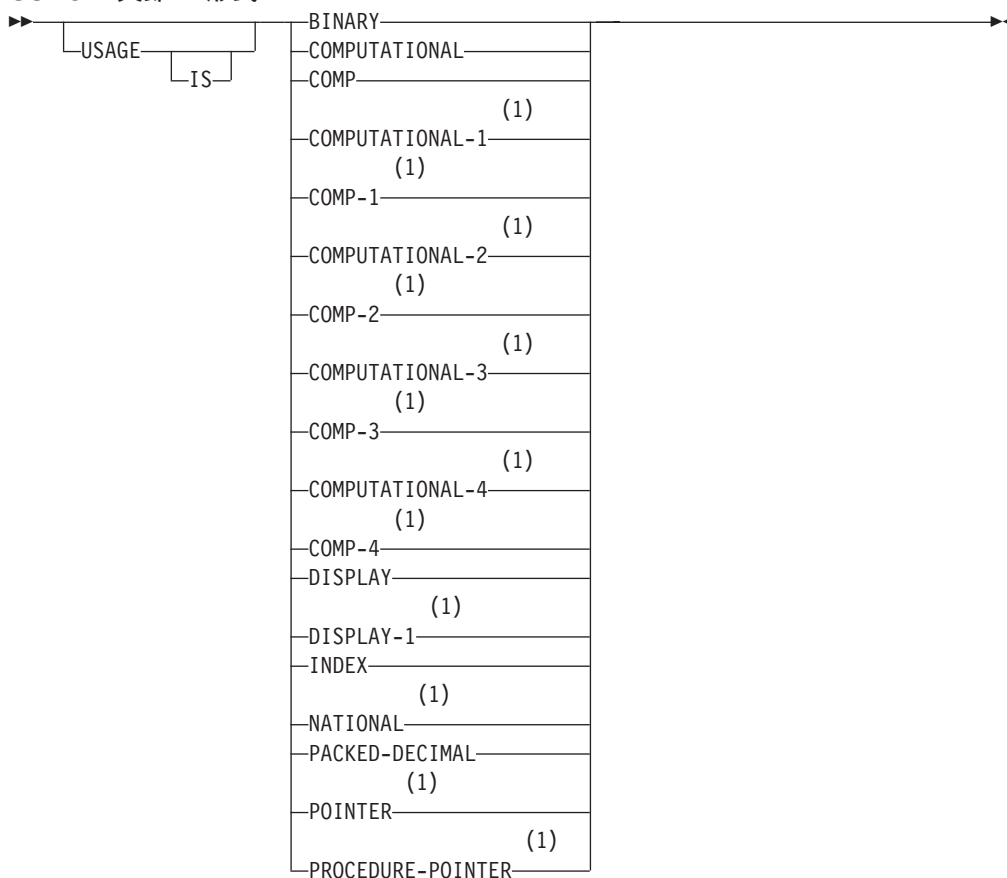 BINARY
USAGE
COMPUTATIONAL
IS
COMP
(1)
COMPUTATIONAL-1
(1)
COMP-1
(1)
COMPUTATIONAL-2
(1)
COMP-2
(1)
COMPUTATIONAL-3
(1)
COMP-3
(1)
COMPUTATIONAL-4
(1)
COMP-4
DISPLAY
(1)
DISPLAY-1
INDEX
(1)
NATIONAL
PACKED-DECIMAL
(1)
POINTER
(1)
PROCEDURE-POINTER